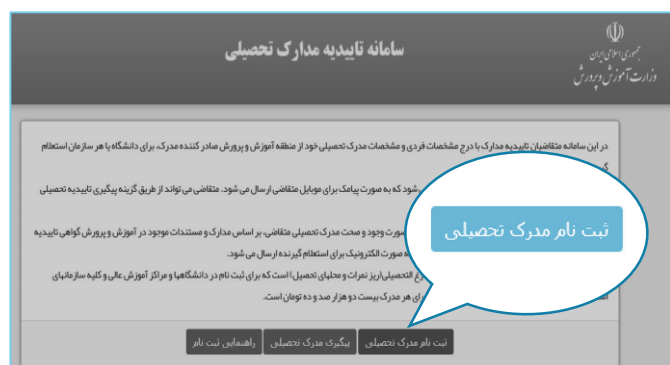 جمهوری اسلامی ایران
وزارت آموزش و پرورش
سامانه تاییدیه مدارک تحصیلی
در این سامانه متقاضیان تاییدیه مدارک با درج مشخصات فردی و مشخصات مدرک تحصیلی خود از منطقه آموزش و پرورش صادر کننده مدرک، برای دانشگاه یا هر سازمان استعلام
شود که به صورت پیامک برای موبایل متقاضی ارسال می شود. متقاضی می تواند از طریق گزینه پیگیری تاییدیه تحصیلی
صورت وجود و صحت مدرک تحصیلی متقاضی، بر اساس مدارک و مستندات موجود در آموزش و پرورش گواهی تاییدیه
به صورت الکترونیک برای استعلام گیرنده ارسال می شود.
التحصیلی(ریز نمرات و محلهای تحصیل) است که برای ثبت نام در دانشگاهها و مراکز آموزش عالی و کلیه سازمانهای
برای هر مدرک بیست دو هزار صد و ده تومان است.
ثبت نام مدرک تحصیلی
ثبت نام مدرک تحصیلی پیگیری مدرک تحصیلی راهنمایی ثبت نام